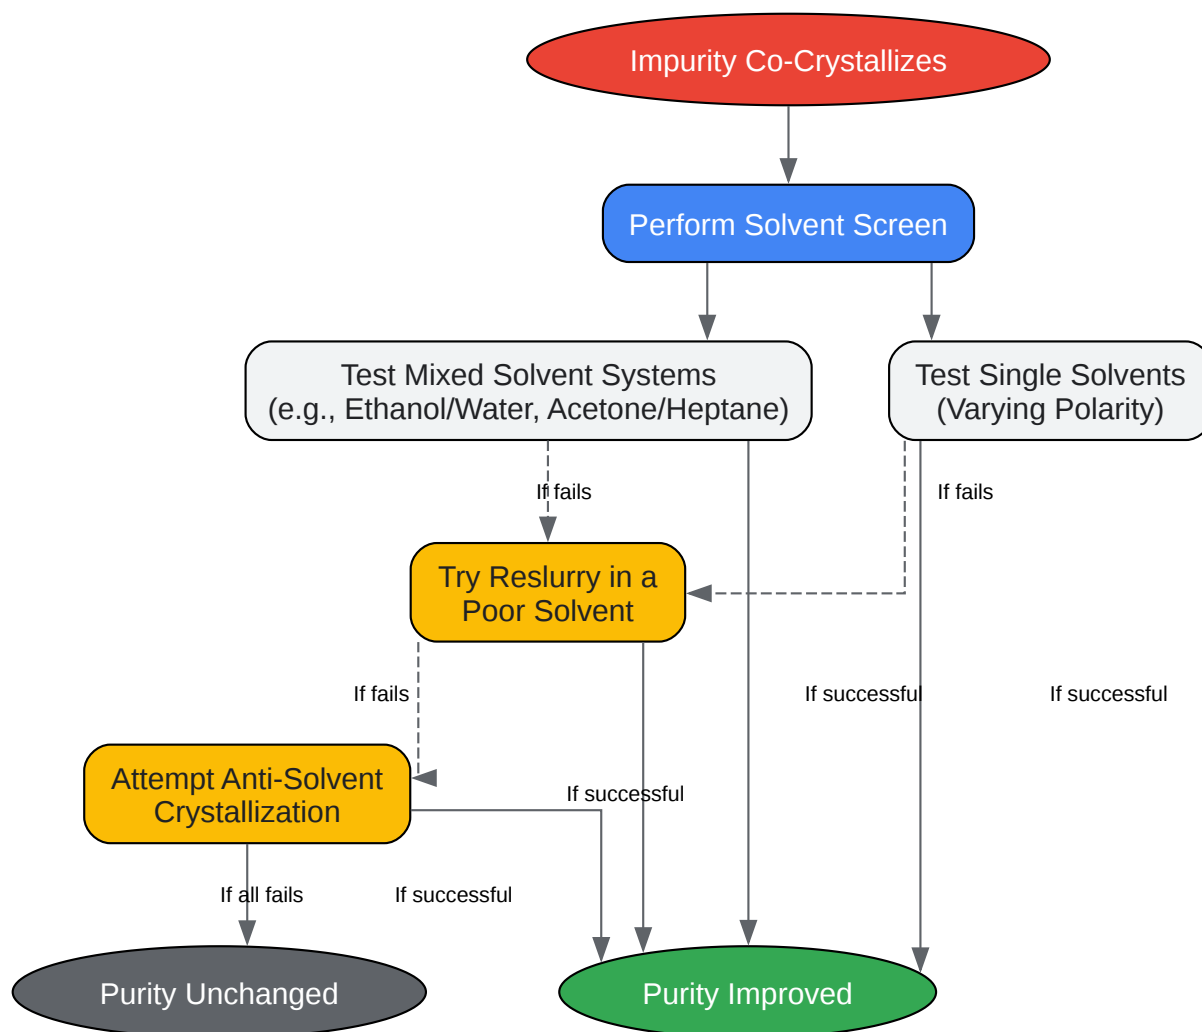 Impurity Co-Crystallizes
Perform Solvent Screen
Test Mixed Solvent Systems
(e.g., Ethanol/Water, Acetone/Heptane)
Test Single Solvents
(Varying Polarity)
If fails
If fails
Try Reslurry in a
Poor Solvent
If fails
If successful
If successful
Attempt Anti-Solvent
Crystallization
If successful
If all fails
If successful
Purity Unchanged
Purity Improved